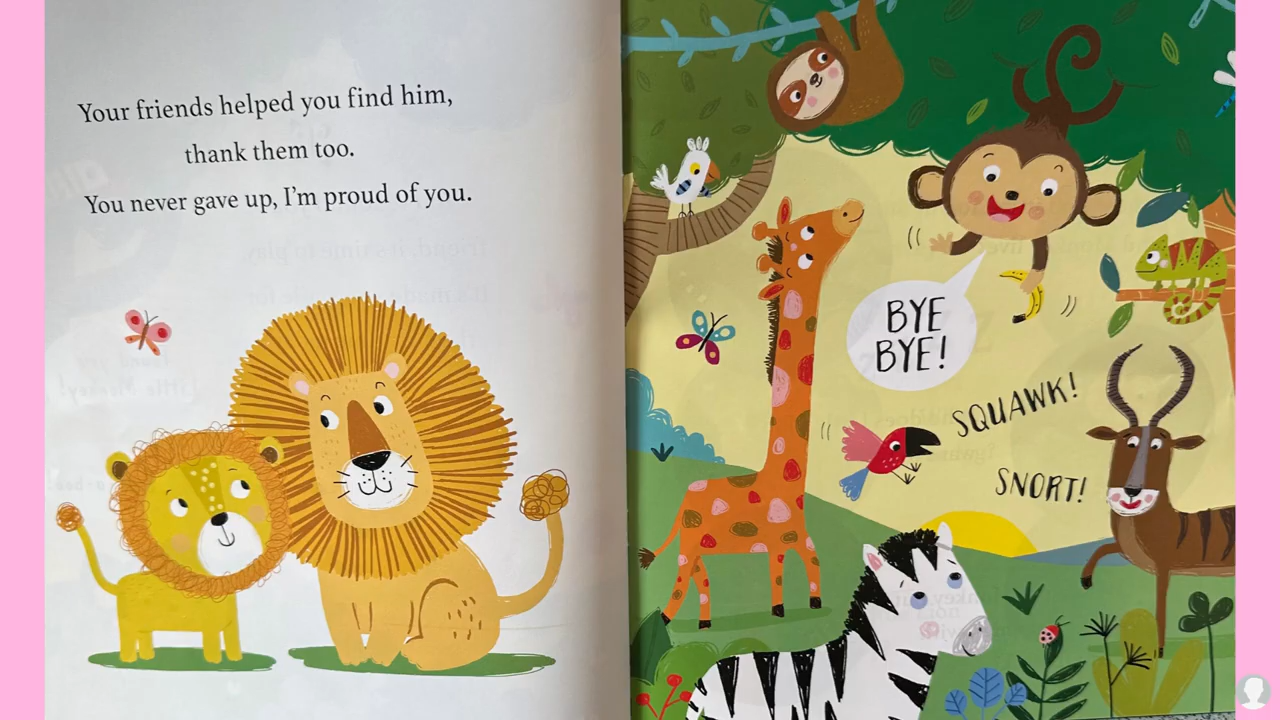 Your friends helped you find him,
thank them too.
You never gave up, I'm proud of you.
BYE
BYE!
SQUAWK!
SNORT!